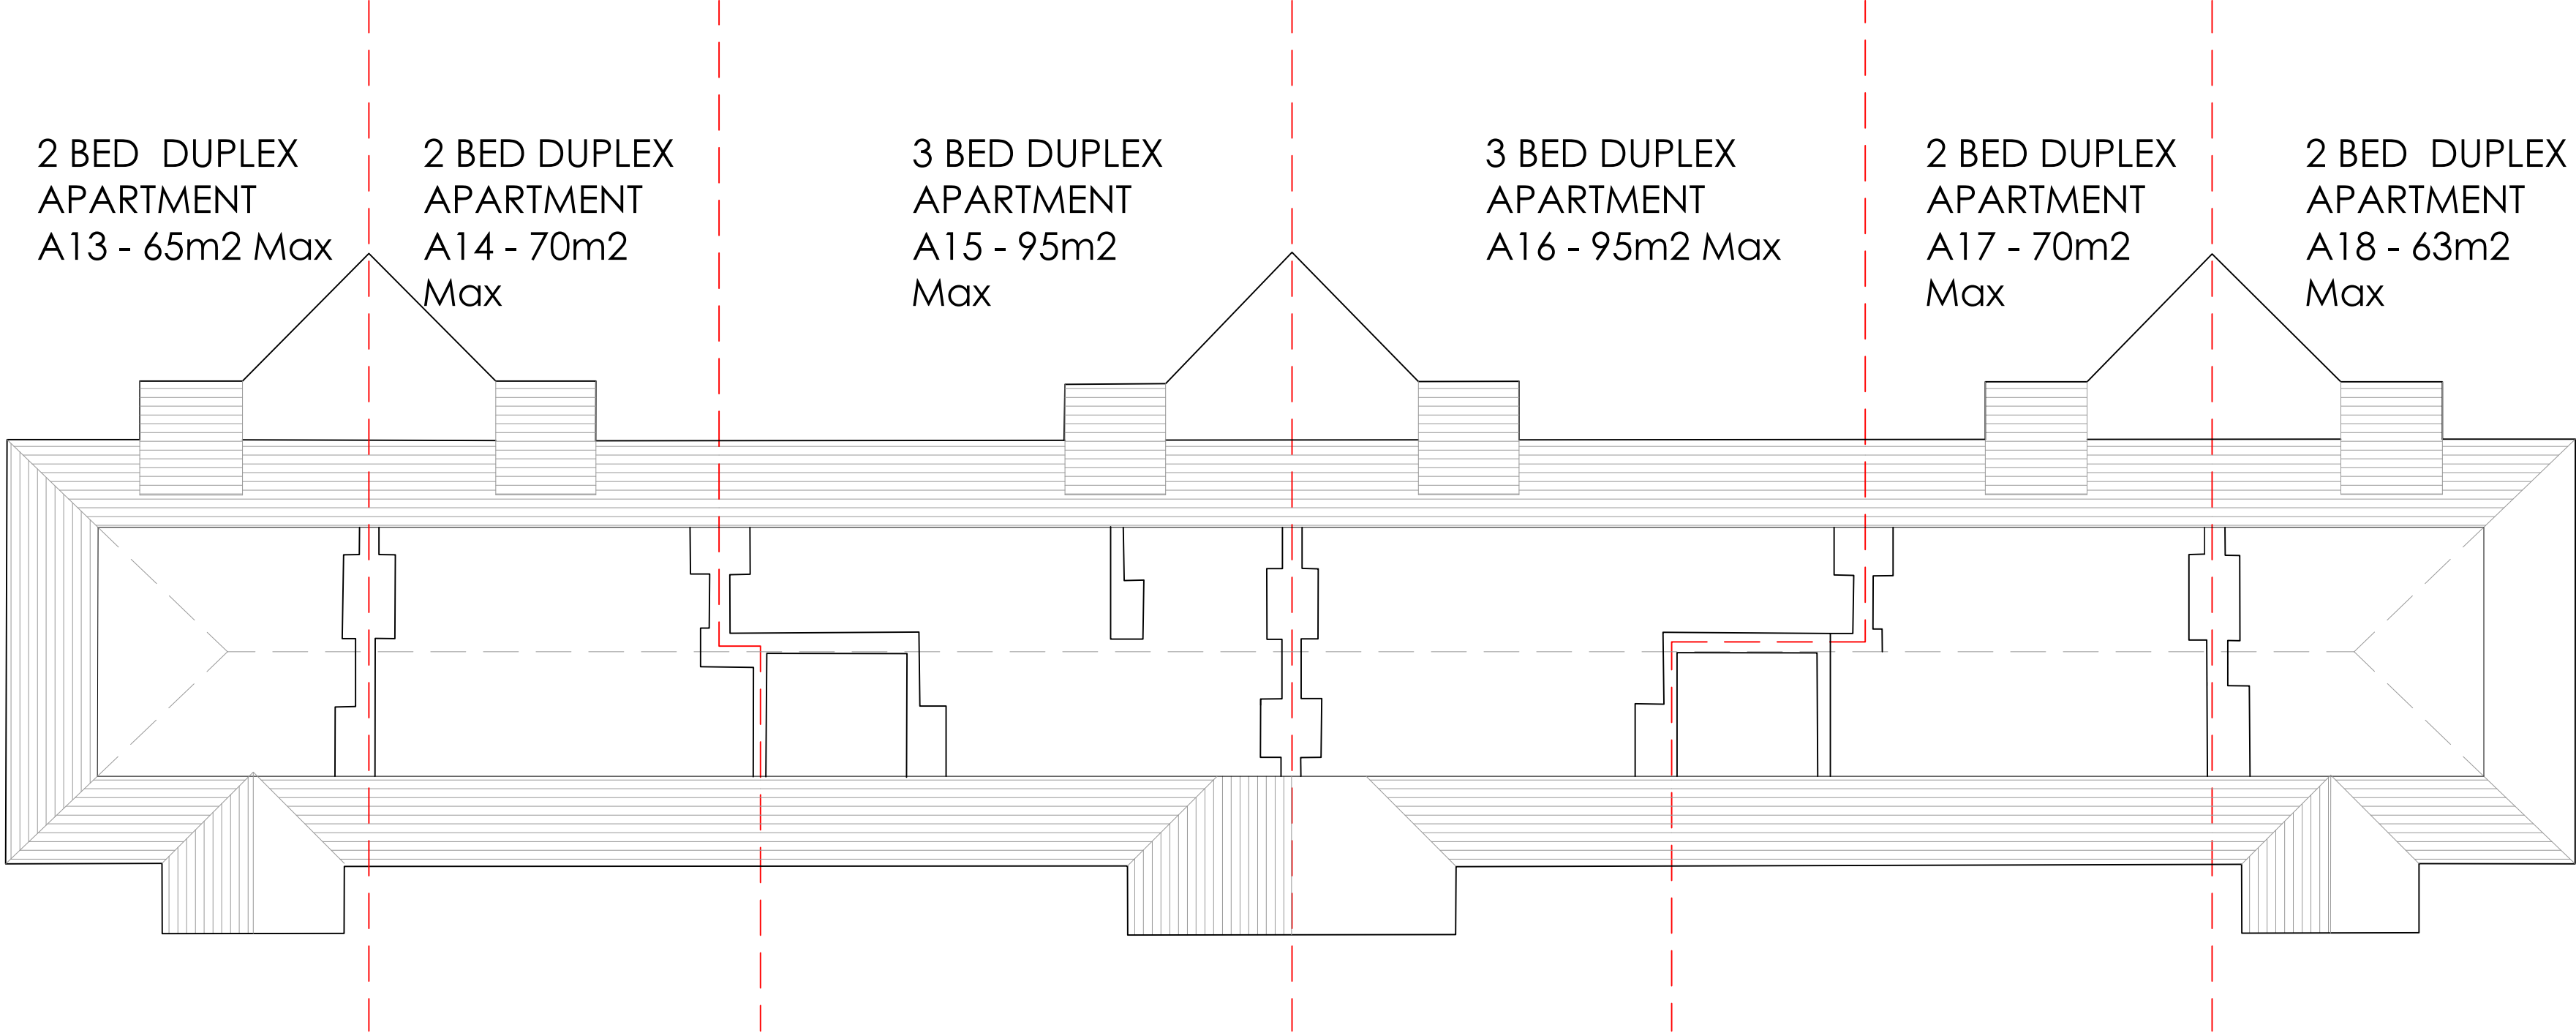 2 BED  DUPLEX
APARTMENT
A13 - 65m2 Max
2 BED DUPLEX
APARTMENT
A14 - 70m2
Max
3 BED DUPLEX
APARTMENT
A15 - 95m2
Max
3 BED DUPLEX
APARTMENT
A16 - 95m2 Max
2 BED DUPLEX
APARTMENT
A17 - 70m2
Max
2 BED  DUPLEX
APARTMENT
A18 - 63m2
Max